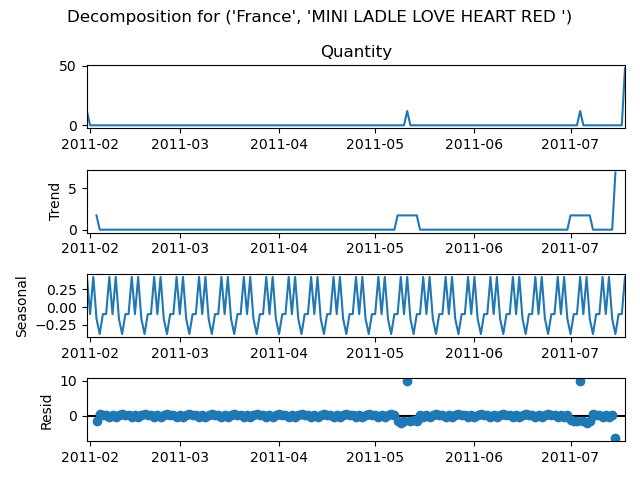 Decomposition for ('France', 'MINI LADLE LOVE HEART RED ')
Quantity
50
0
2011-02 2011-03 2011-04 2011-05 2011-06 2011-07
Trend
5
0
2011-02 2011-03 2011-04 2011-05 2011-06 2011-07
Seasonal
0.25
0.00
−0.25
2011-02 2011-03 2011-04 2011-05 2011-06 2011-07
Resid
10
0
2011-02 2011-03 2011-04 2011-05 2011-06 2011-07